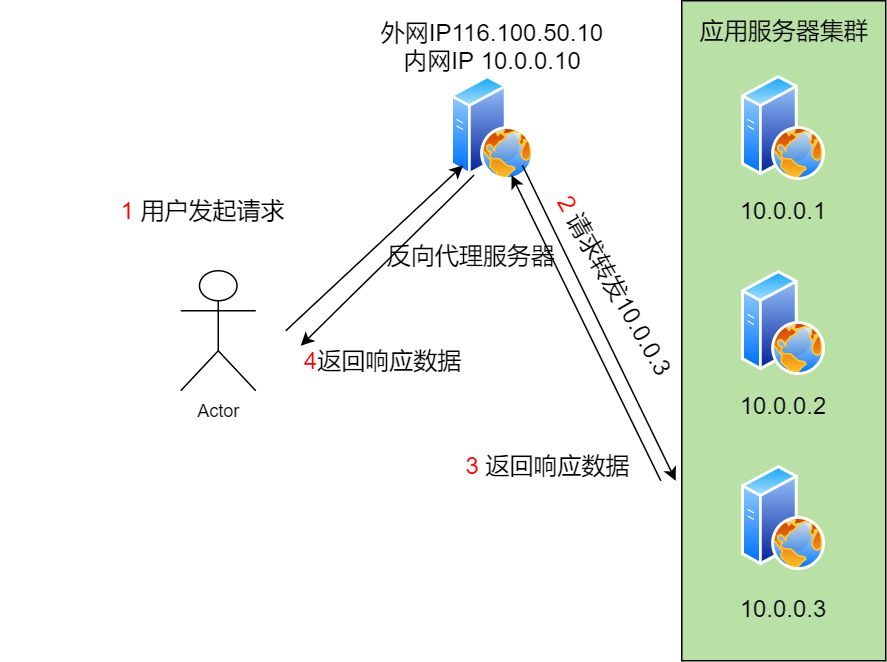 外网IP116.100.50.10
内网IP 10.0.0.10
应用服务器集群
10.0.0.1
1 用户发起请求
2 请求转发10.0.0.3
反向代理服务器
4返回响应数据
Actor
10.0.0.2
3 返回响应数据
10.0.0.3